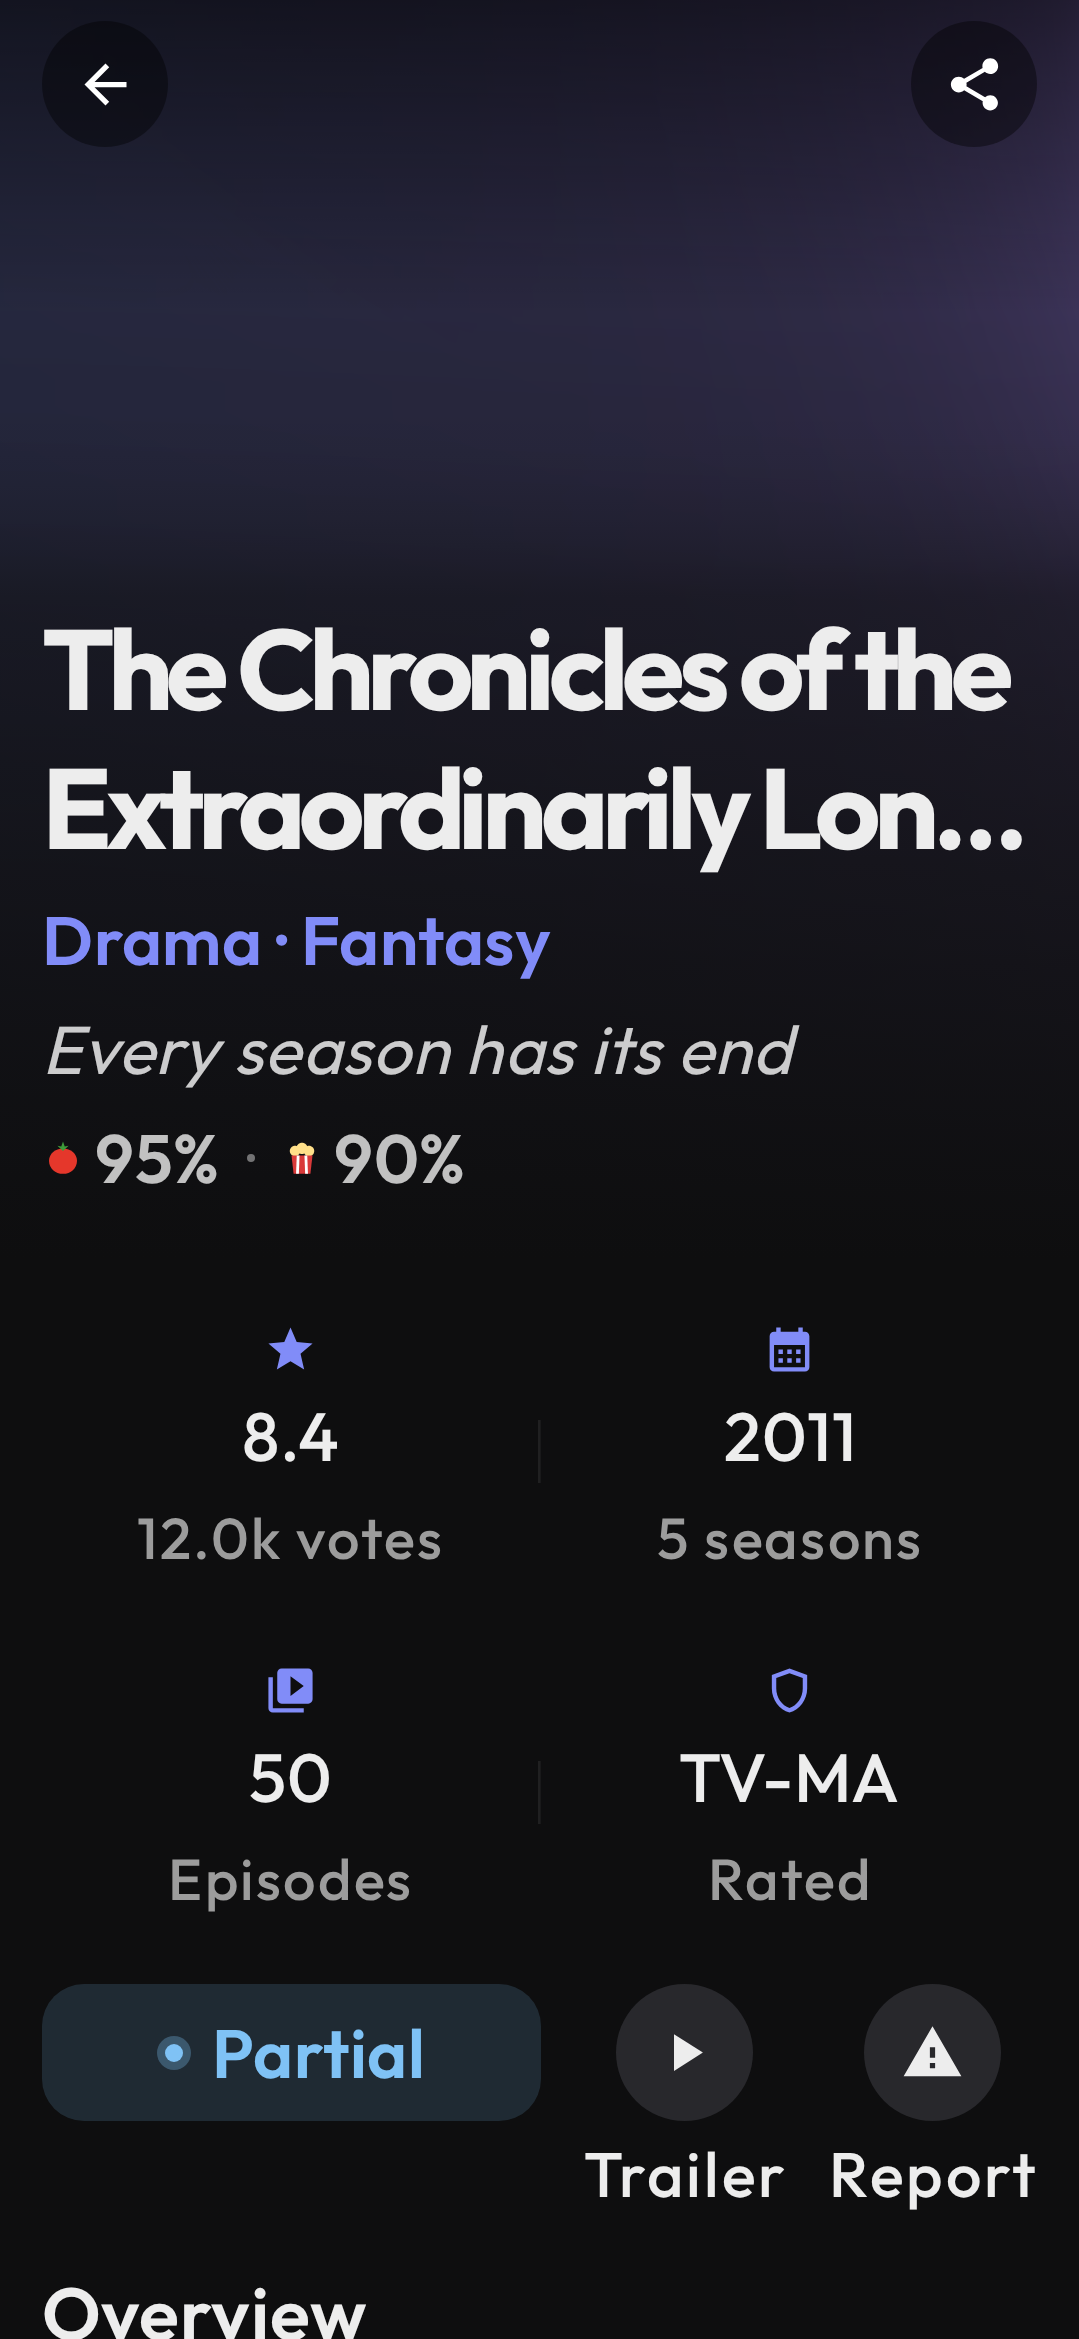 The Chronicles of the
Extraordinarily Lon...
Drama · Fantasy
Every season has its end
95% · 90%
8.4
12.0k votes
2011
5 seasons
50
Episodes
TV-MA
Rated
Partial
Trailer
Report
Overview